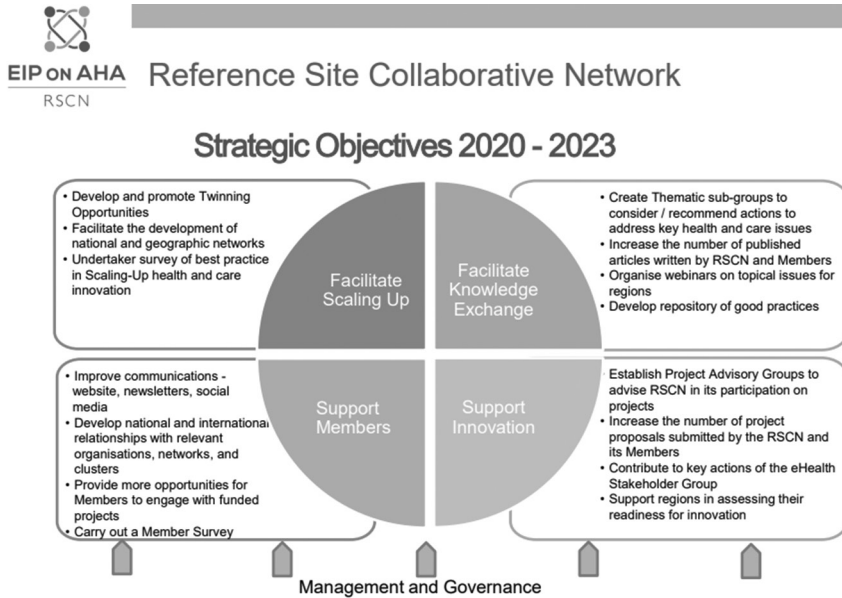 EIP ON AHA
RSCN
Reference Site Collaborative Network
Strategic Objectives 2020 - 2023
• Develop and promote Twinning
Opportunities
• Facilitate the development of
national and geographic networks
• Undertaker survey of best practice
in Scaling-Up health and care
innovation
Facilitate
Scaling Up
Facilitate
Knowledge
Exchange
• Create Thematic sub-groups to
consider / recommend actions to
address key health and care issues
• Increase the number of published
articles written by RSCN and Members
• Organise webinars on topical issues for
regions
• Develop repository of good practices
• Improve communications -
website, newsletters, social
media
• Develop national and international
relationships with relevant
organisations, networks, and
clusters
• Provide more opportunities for
Members to engage with funded
projects
• Carry out a Member Survey
Support
Members
Support
Innovation
Establish Project Advisory Groups to
advise RSCN in its participation on
projects
• Increase the number of project
proposals submitted by the RSCN and
its Members
• Contribute to key actions of the eHealth
Stakeholder Group
• Support regions in assessing their
readiness for innovation
Management and Governance